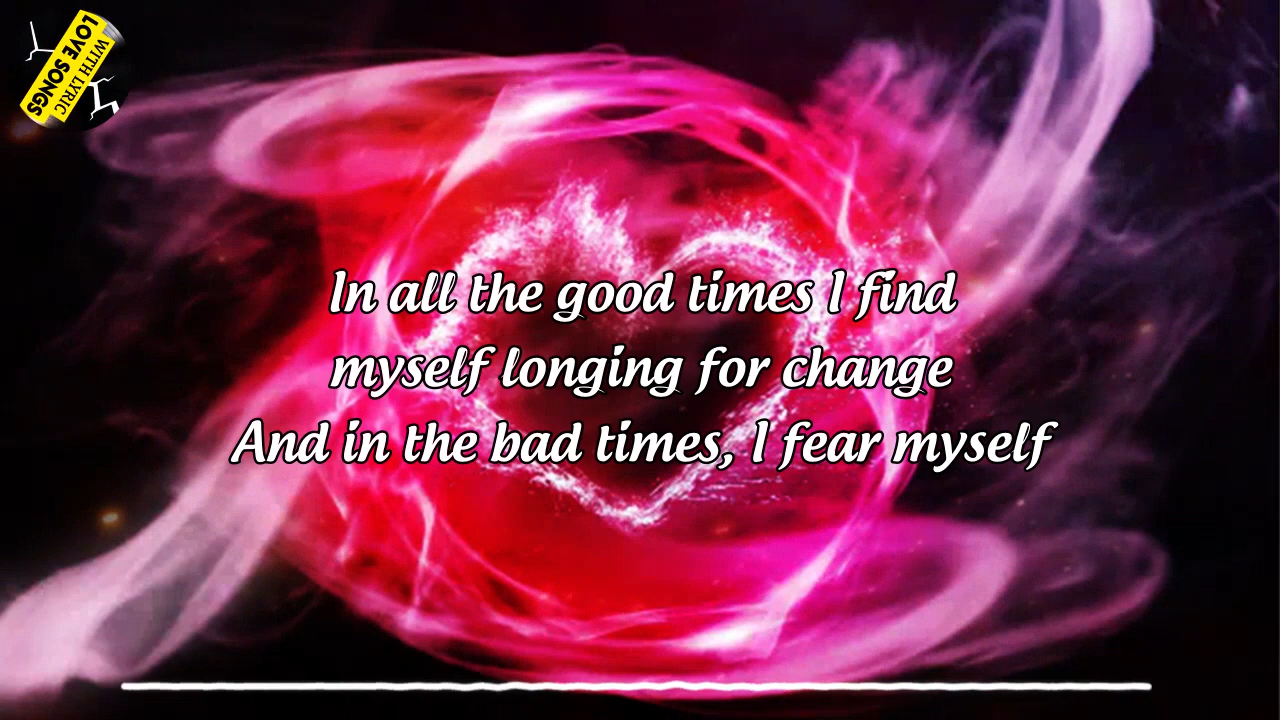 LOVE SONGS
WITH LYRIC
In all the good times I find
myself longing for change
And in the bad times, I fear myself